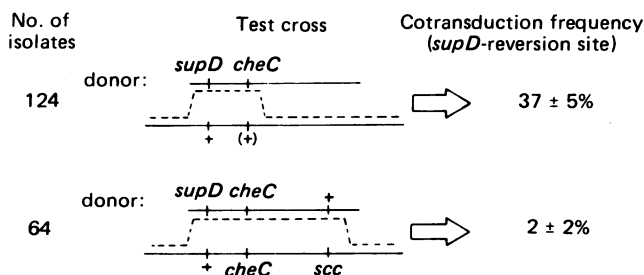 No. of isolates
Test cross
Cotransduction frequency
(supD-reversion site)
donor:
supD cheC
124
37 ± 5%
+ (+)
donor:
supD cheC +
64
2 ± 2%
+ cheC scc